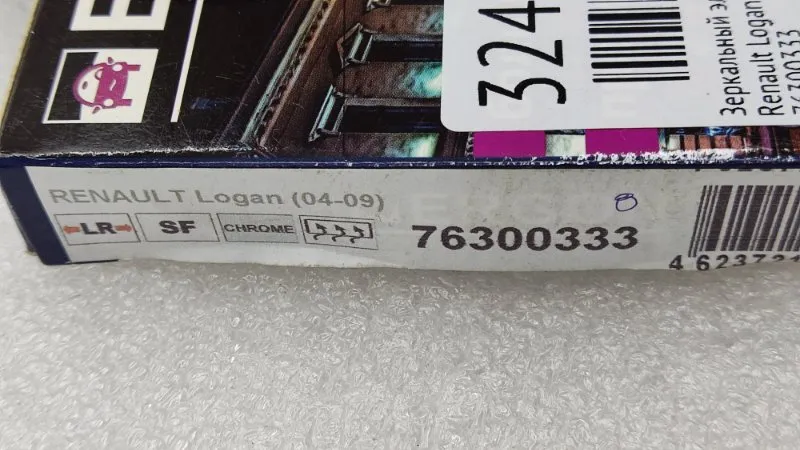 E
324
Зеркальный э
Renault Logan
76300333
RENAULT Logan (04-09)
LR SF CHROME
76300333
8
4 623721